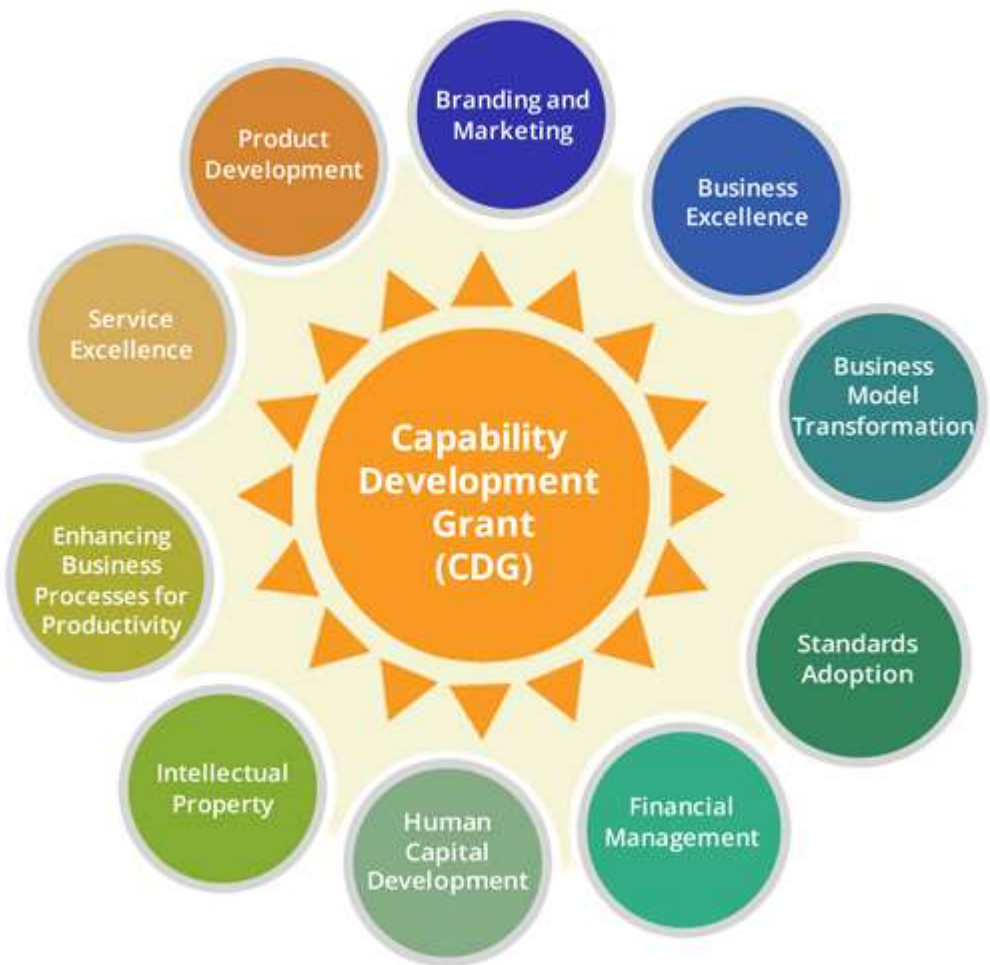 Branding and
Marketing
Business
Excellence
Business
Model
Transformation
Standards
Adoption
Financial
Management
Human
Capital
Development
Intellectual
Property
Enhancing
Business
Processes for
Productivity
Service
Excellence
Product
Development
Capability
Development
Grant
(CDG)